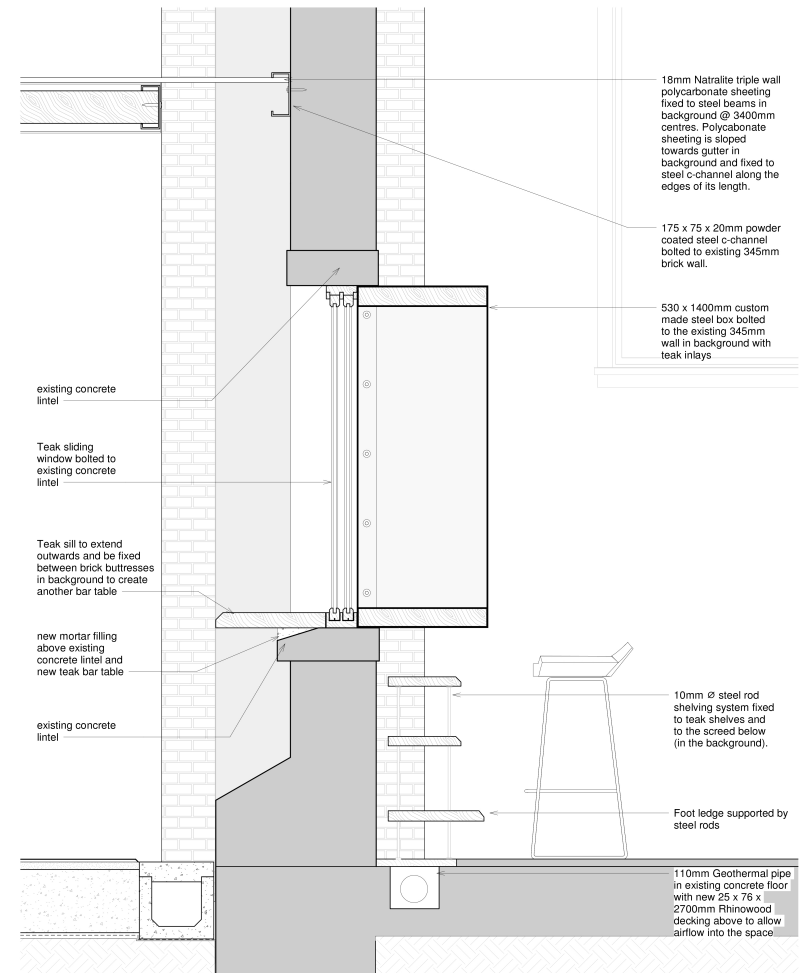 18mm Natralite triple wall
polycarbonate sheeting
fixed to steel beams in
background @ 3400mm
centres. Polycabonate
sheeting is sloped
towards gutter in
background and fixed to
steel c-channel along the
edges of its length.
175 x 75 x 20mm powder
coated steel c-channel
bolted to existing 345mm
brick wall.
530 x 1400mm custom
made steel box bolted
to the existing 345mm
wall in background with
teak inlays
existing concrete
lintel
Teak sliding
window bolted to
existing concrete
lintel
Teak sill to extend
outwards and be fixed
between brick buttresses
in background to create
another bar table
new mortar filling
above existing
concrete lintel and
new teak bar table
existing concrete
lintel
10mm Ø steel rod
shelving system fixed
to teak shelves and
to the screed below
(in the background).
Foot ledge supported by
steel rods
110mm Geothermal pipe
in existing concrete floor
with new 25 x 76 x
2700mm Rhinowood
decking above to allow
airflow into the space